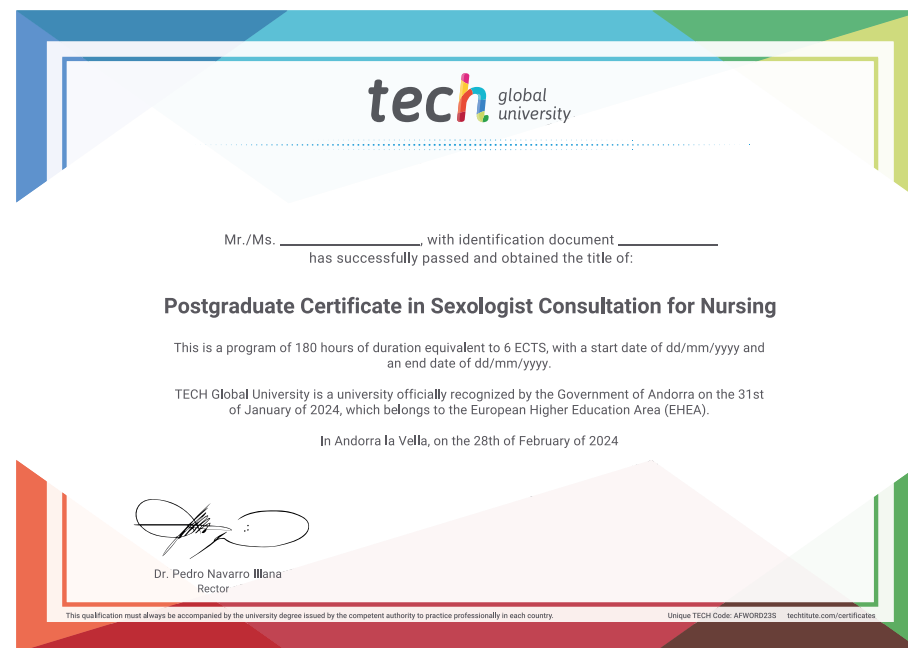 tech global university
Mr./Ms. ____________, with identification document ____________
has successfully passed and obtained the title of:
Postgraduate Certificate in Sexologist Consultation for Nursing
This is a program of 180 hours of duration equivalent to 6 ECTS, with a start date of dd/mm/yyyy and
an end date of dd/mm/yyyy.
TECH Global University is a university officially recognized by the Government of Andorra on the 31st
of January of 2024, which belongs to the European Higher Education Area (EHEA).
In Andorra la Vella, on the 28th of February of 2024
Dr. Pedro Navarro Illana
Rector
This qualification must always be accompanied by the university degree issued by the competent authority to practice professionally in each country.
Unique TECH Code: AFWORD23S techtitute.com/certificates